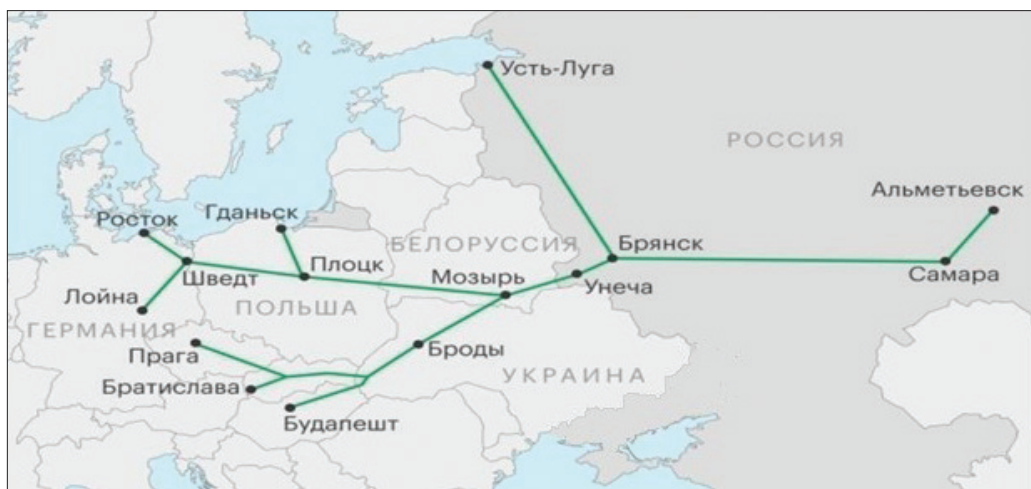 Усть-Луга
РОССИЯ
Альметьевск
Росток
Гданьск
БЕЛОРУССИЯ
Брянск
Шведт
Плоцк
Мозырь
Унеча
Самара
Лойна
ПОЛЬША
ГЕРМАНИЯ
Прага
Броды
Братислава
УКРАИНА
Будапешт